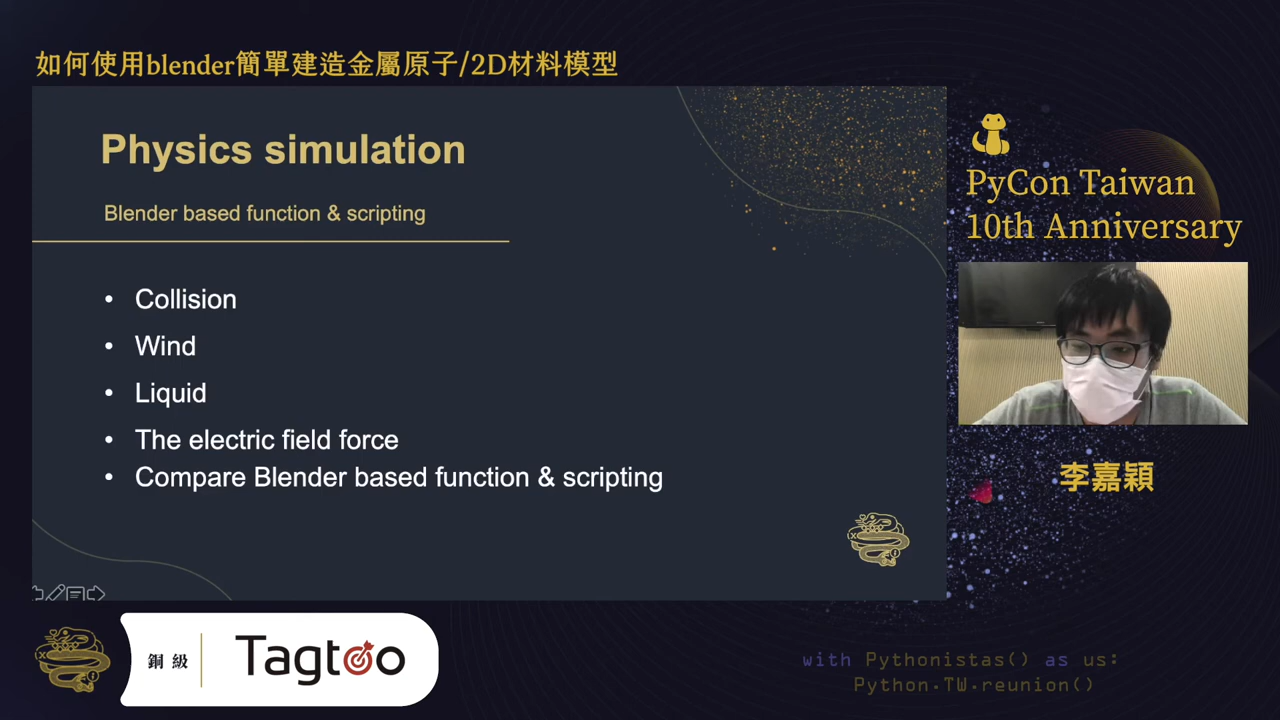 如何使用blender簡單建造金屬原子/2D材料模型
Physics simulation
Blender based function & scripting
• Collision
• Wind
• Liquid
• The electric field force
• Compare Blender based function & scripting
PyCon Taiwan
10th Anniversary
李嘉穎
銅級
Tagtoo
with Pythonistas() as us:
Python.TW.reunion()